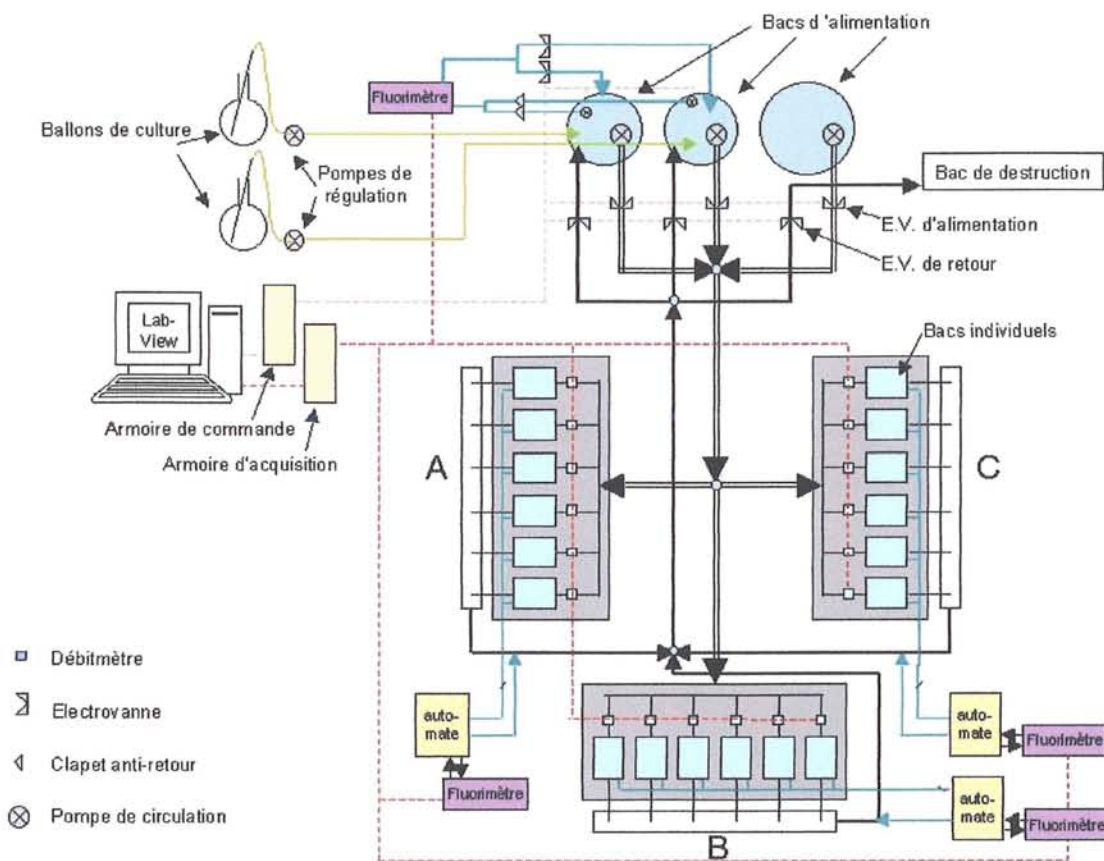 Bacs d 'alimentation
Fluorimètre
Ballons de culture
Pompes de
régulation
Bac de destruction
E.V. d'alimentation
E.V. de retour
Lab-
View
Bacs individuels
Armoire de commande
Armoire d'acquisition
A
C
Débitmètre
Electrovanne
Clapet anti-retour
Pompe de circulation
auto-
mate
Fluorimètre
auto-
mate
Fluorimètre
auto-
mate
Fluorimètre
B